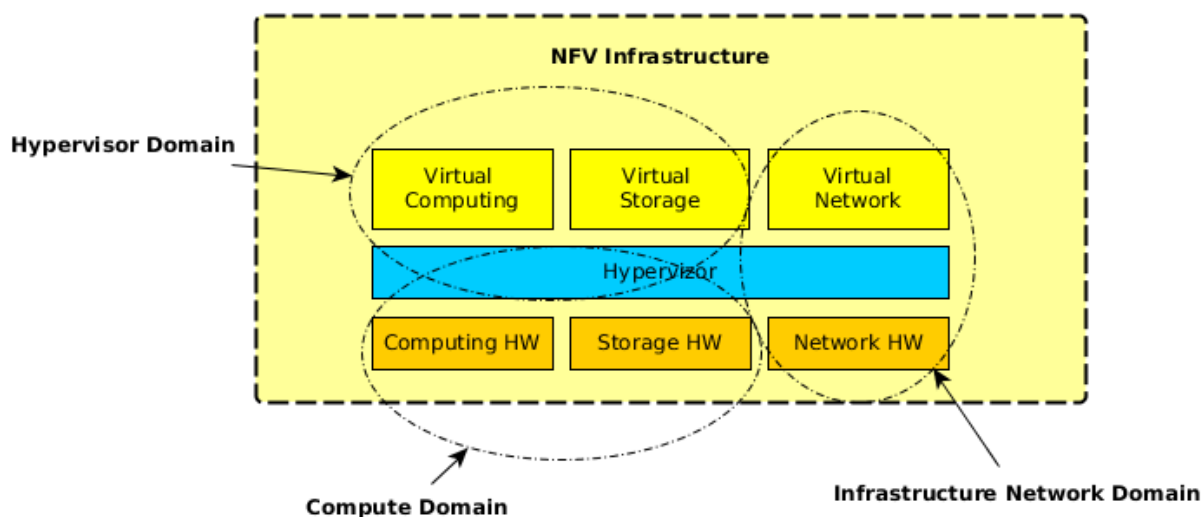 NFV Infrastructure
Hypervisor Domain
Virtual
Computing
Virtual
Storage
Virtual
Network
Hypervizor
Computing HW
Storage HW
Network HW
Compute Domain
Infrastructure Network Domain